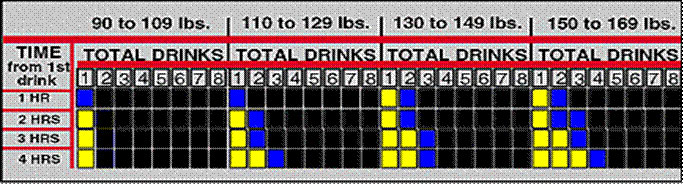 90 to 109 lbs. 110 to 129 lbs. 130 to 149 lbs. 150 to 169 lbs.
TIME from 1st drink
TOTAL DRINKS TOTAL DRINKS TOTAL DRINKS TOTAL DRINKS
1 2 3 4 5 6 7 8 1 2 3 4 5 6 7 8 1 2 3 4 5 6 7 8 1 2 3 4 5 6 7 8
1 HR
2 HRS
3 HRS
4 HRS